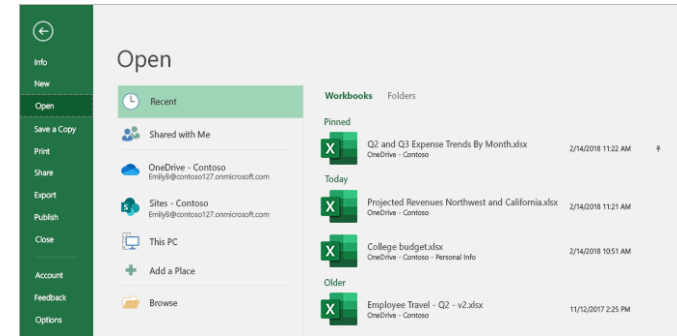 Info
New
Open
Save a Copy
Print
Share
Export
Publish
Close
Account
Feedback
Options
Open
Recent
Shared with Me
OneDrive - Contoso
Emily8@contoso127.onmicrosoft.com
Sites - Contoso
Emily8@contoso127.onmicrosoft.com
This PC
Add a Place
Browse
Workbooks Folders
Pinned
X Q2 and Q3 Expense Trends By Month.xlsx 2/14/2018 11:22 AM
OneDrive - Contoso
Today
X Projected Revenues Northwest and California.xlsx 2/14/2018 11:21 AM
OneDrive - Contoso
X College budget.xlsx 2/14/2018 10:51 AM
OneDrive - Contoso - Personal Info
Older
X Employee Travel - Q2 - v2.xlsx 11/12/2017 2:25 PM
OneDrive - Contoso